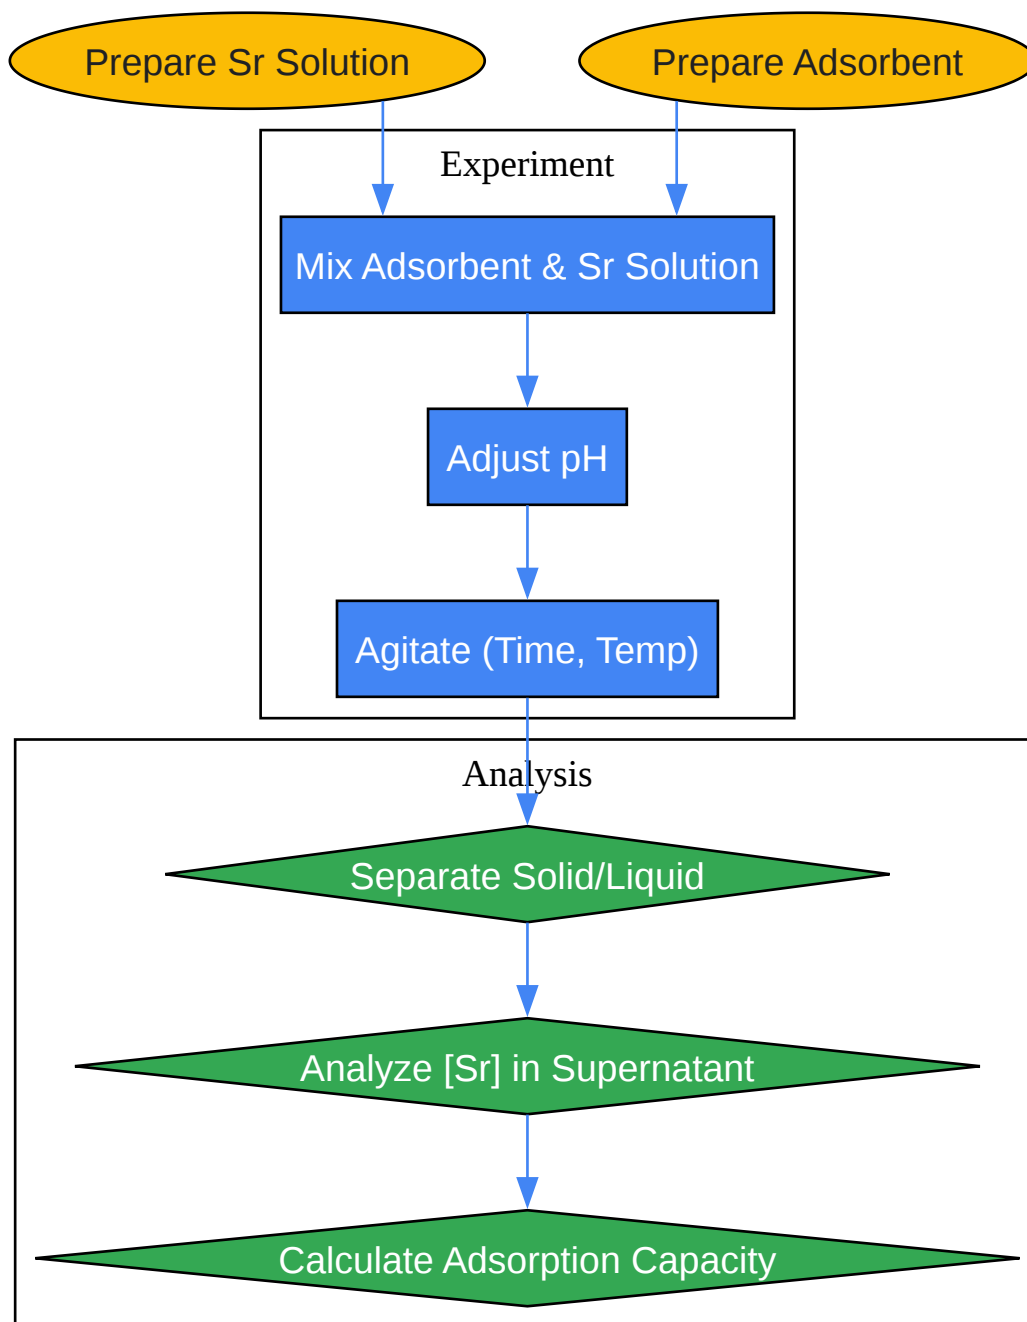 Prepare Sr Solution
Prepare Adsorbent
Experiment
Mix Adsorbent & Sr Solution
Adjust pH
Agitate (Time, Temp)
Analysis
Separate Solid/Liquid
Analyze [Sr] in Supernatant
Calculate Adsorption Capacity